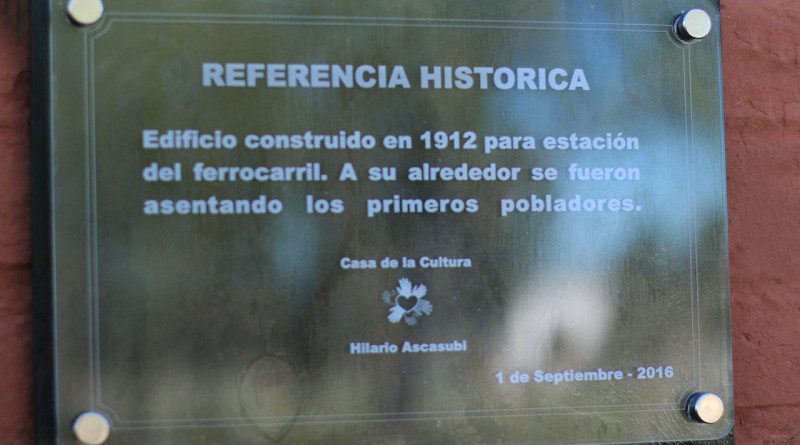 REFERENCIA HISTORICA
Edificio construido en 1912 para estación
del ferrocarril. A su alrededor se fueron
asentando los primeros pobladores.
Casa de la Cultura
Hilario Ascasubi
1 de Septiembre - 2016